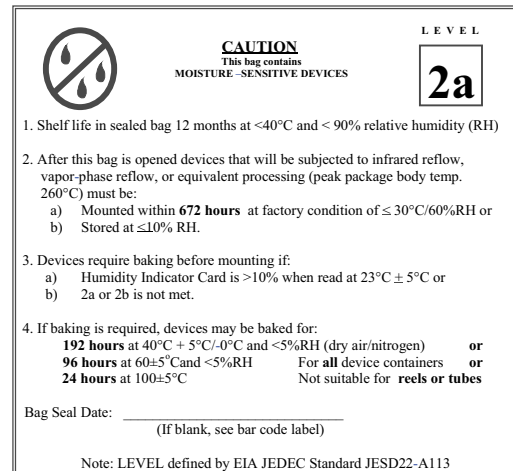 LEVEL
CAUTION
This bag contains
MOISTURE –SENSITIVE DEVICES
2a
1. Shelf life in sealed bag 12 months at <40°C and < 90% relative humidity (RH)
2. After this bag is opened devices that will be subjected to infrared reflow,
vapor-phase reflow, or equivalent processing (peak package body temp.
260°C) must be:
a) Mounted within 672 hours at factory condition of ≤ 30°C/60%RH or
b) Stored at ≤10% RH.
3. Devices require baking before mounting if:
a) Humidity Indicator Card is >10% when read at 23°C ± 5°C or
b) 2a or 2b is not met.
4. If baking is required, devices may be baked for:
192 hours at 40°C + 5°C/-0°C and <5%RH (dry air/nitrogen) or
96 hours at 60±5°Cand <5%RH For all device containers or
24 hours at 100±5°C Not suitable for reels or tubes
Bag Seal Date: ______________________________
(If blank, see bar code label)
Note: LEVEL defined by EIA JEDEC Standard JESD22-A113